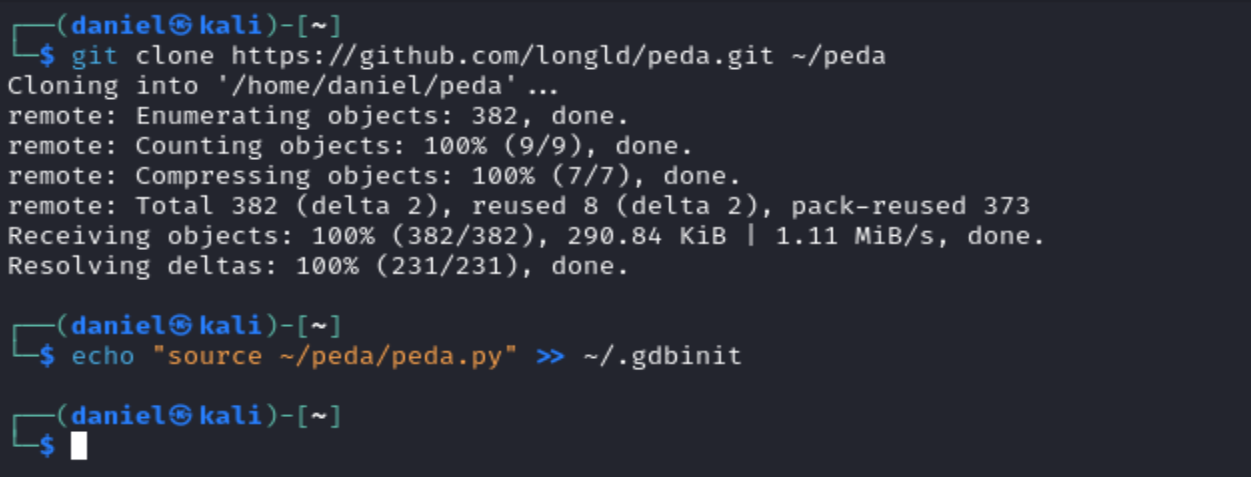 ┌──(daniel㉿kali)-[~]
└─$ git clone https://github.com/longld/peda.git ~/peda
Cloning into '/home/daniel/peda'...
remote: Enumerating objects: 382, done.
remote: Counting objects: 100% (9/9), done.
remote: Compressing objects: 100% (7/7), done.
remote: Total 382 (delta 2), reused 8 (delta 2), pack-reused 373
Receiving objects: 100% (382/382), 290.84 KiB | 1.11 MiB/s, done.
Resolving deltas: 100% (231/231), done.
┌──(daniel㉿kali)-[~]
└─$ echo "source ~/peda/peda.py" >> ~/.gdbinit
┌──(daniel㉿kali)-[~]
└─$